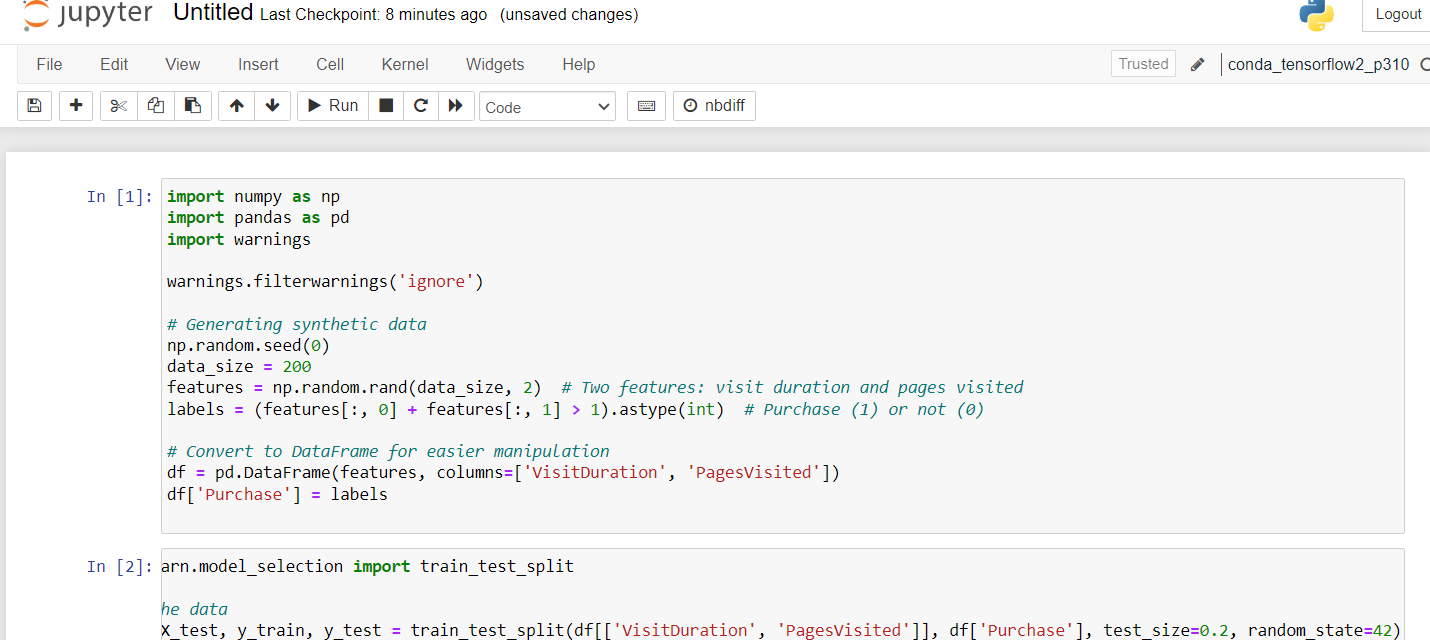 jupyter Untitled Last Checkpoint: 8 minutes ago (unsaved changes) Logout
File Edit View Insert Cell Kernel Widgets Help Trusted conda_tensorflow2_p310
Run Code nbdiff
In [1]: import numpy as np
import pandas as pd
import warnings
warnings.filterwarnings('ignore')
# Generating synthetic data
np.random.seed(0)
data_size = 200
features = np.random.rand(data_size, 2)  # Two features: visit duration and pages visited
labels = (features[:, 0] + features[:, 1] > 1).astype(int)  # Purchase (1) or not (0)
# Convert to DataFrame for easier manipulation
df = pd.DataFrame(features, columns=['VisitDuration', 'PagesVisited'])
df['Purchase'] = labels
In [2]: arn.model_selection import train_test_split
he data
X_test, y_train, y_test = train_test_split(df[['VisitDuration', 'PagesVisited']], df['Purchase'], test_size=0.2, random_state=42)